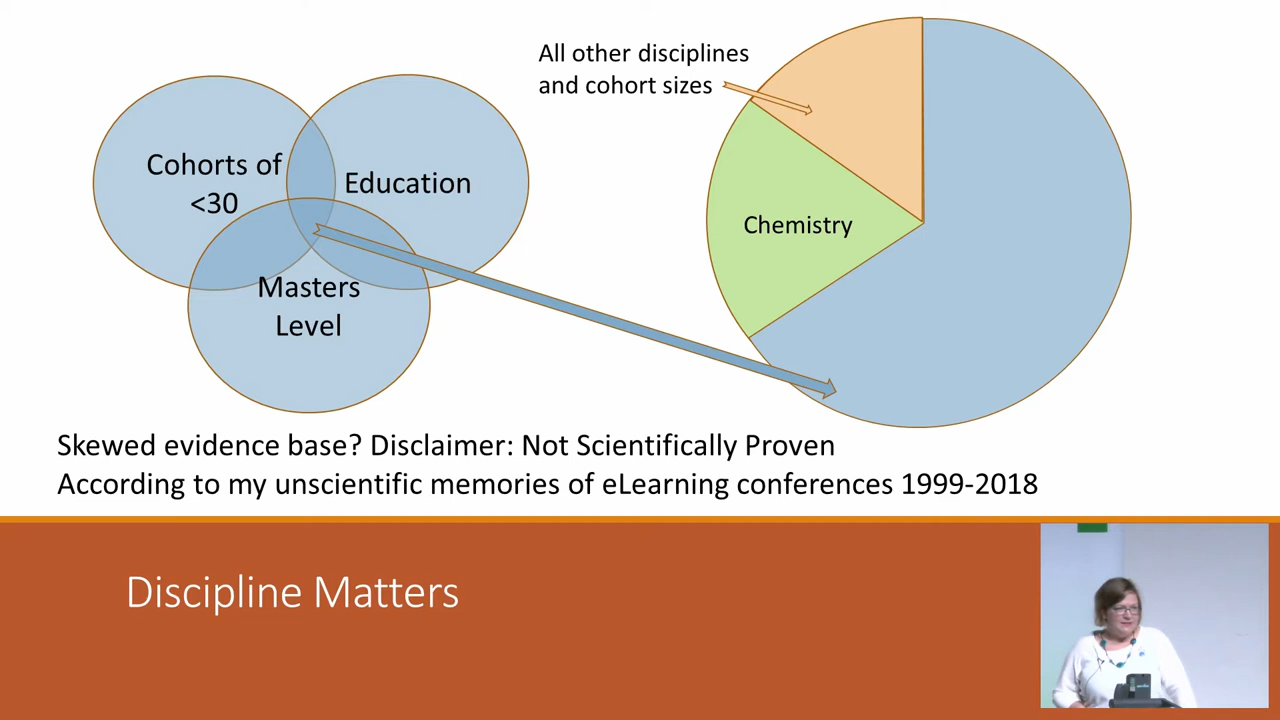 All other disciplines
and cohort sizes
Cohorts of
<30
Education
Chemistry
Masters
Level
Skewed evidence base? Disclaimer: Not Scientifically Proven
According to my unscientific memories of eLearning conferences 1999-2018
Discipline Matters